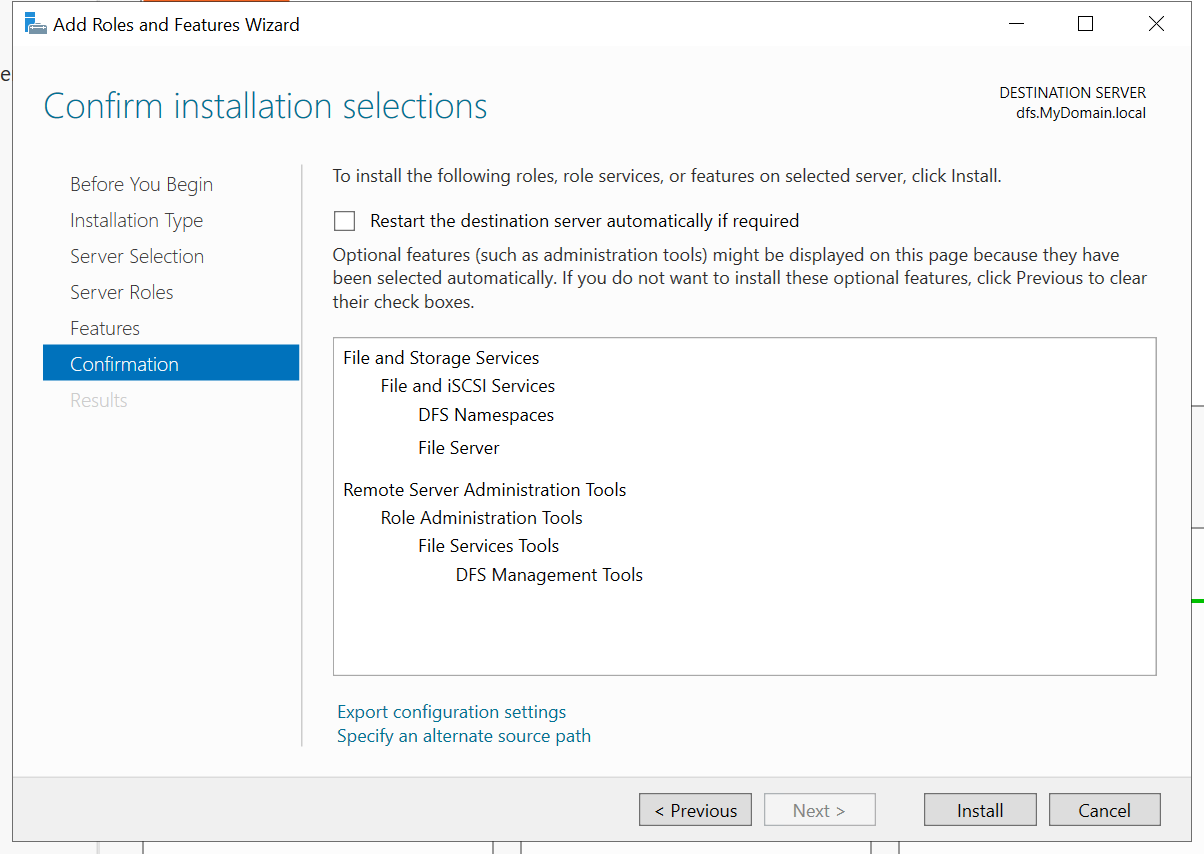 Add Roles and Features Wizard
e
Confirm installation selections
DESTINATION SERVER
dfs.MyDomain.local
Before You Begin
Installation Type
Server Selection
Server Roles
Features
Confirmation
Results
To install the following roles, role services, or features on selected server, click Install.
Restart the destination server automatically if required
Optional features (such as administration tools) might be displayed on this page because they have
been selected automatically. If you do not want to install these optional features, click Previous to clear
their check boxes.
File and Storage Services
File and iSCSI Services
DFS Namespaces
File Server
Remote Server Administration Tools
Role Administration Tools
File Services Tools
DFS Management Tools
Export configuration settings
Specify an alternate source path
< Previous
Next >
Install
Cancel